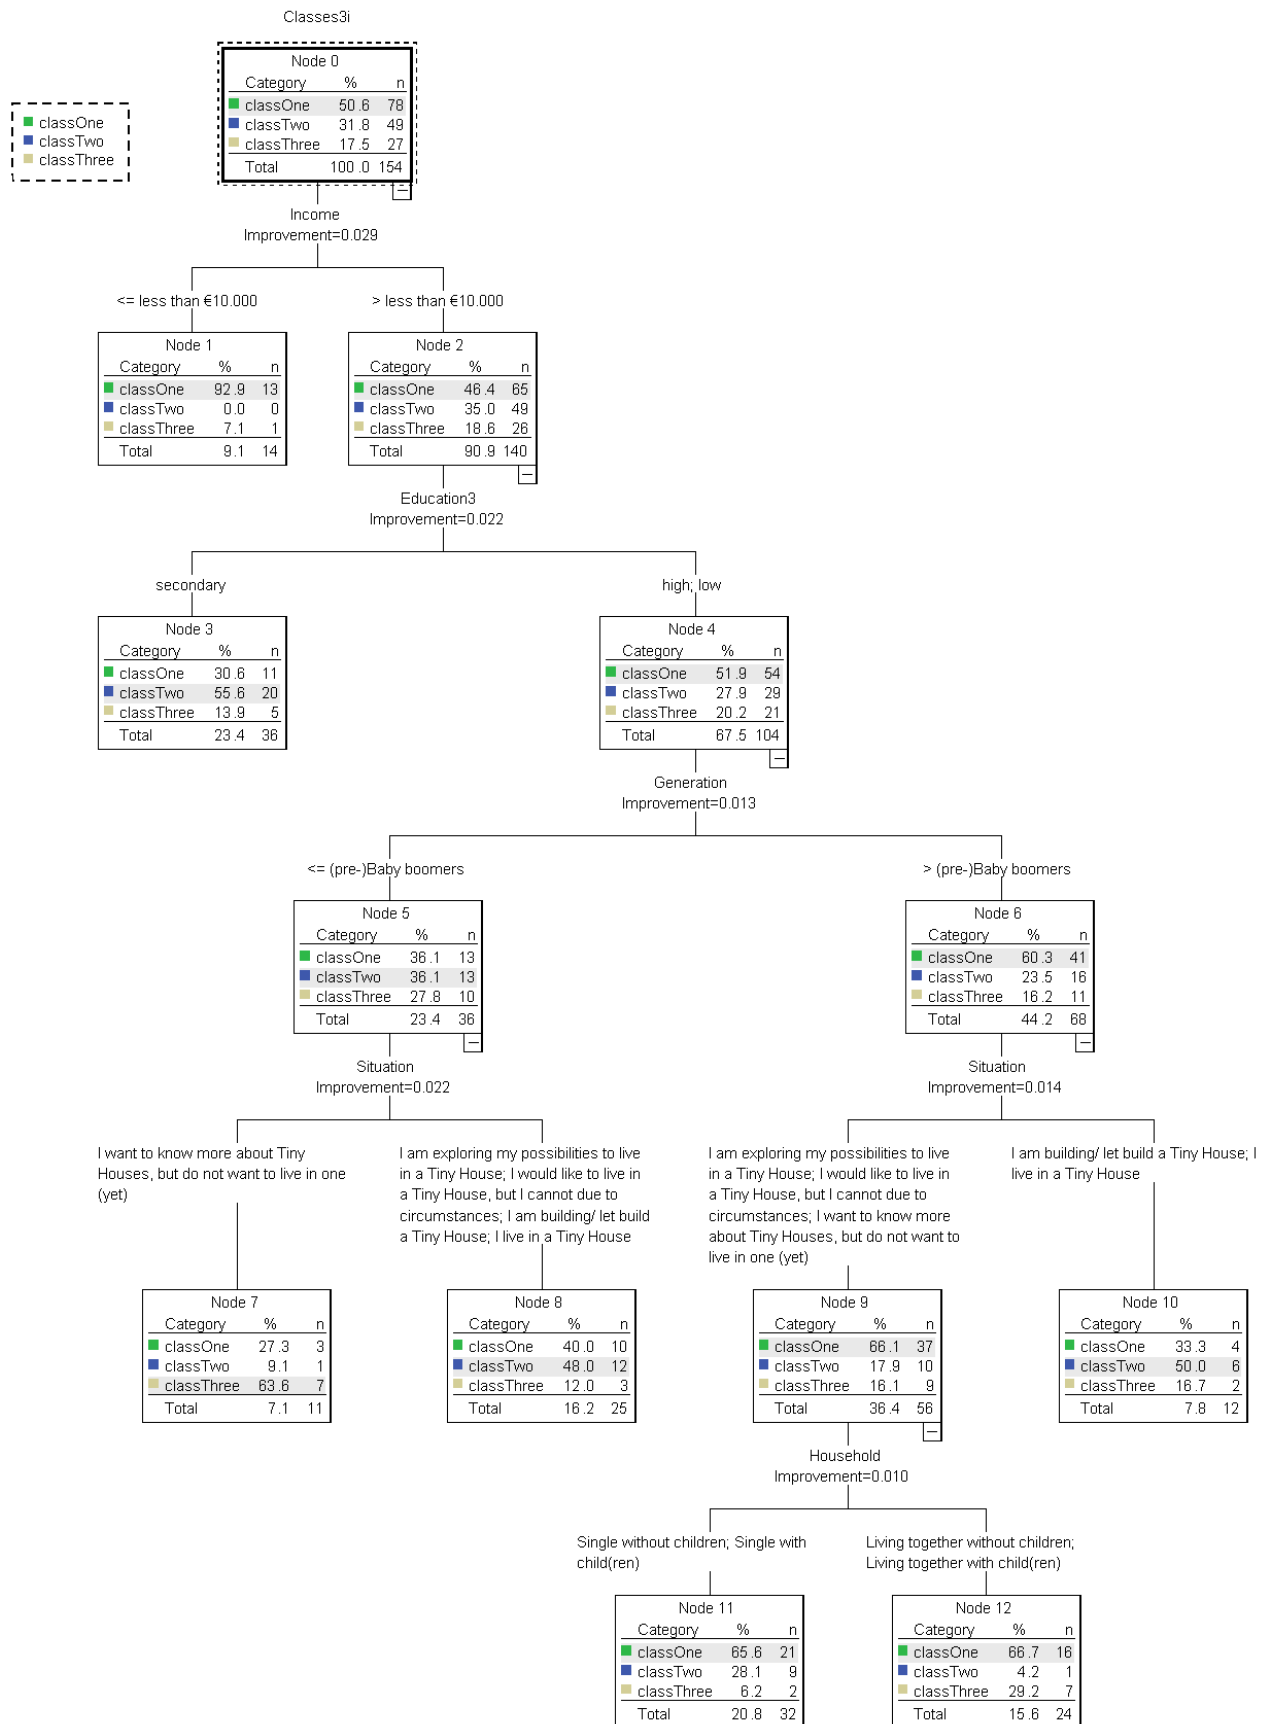 Classes3i
classOne
classTwo
classThree
Node 0
Category % n
classOne 50.6 78
classTwo 31.8 49
classThree 17.5 27
Total 100.0 154
Income
Improvement=0.029
<= less than €10.000
> less than €10.000
Node 1
Category % n
classOne 92.9 13
classTwo 0.0 0
classThree 7.1 1
Total 9.1 14
Node 2
Category % n
classOne 46.4 65
classTwo 35.0 49
classThree 18.6 26
Total 90.9 140
Education3
Improvement=0.022
secondary
high; low
Node 3
Category % n
classOne 30.6 11
classTwo 55.6 20
classThree 13.9 5
Total 23.4 36
Node 4
Category % n
classOne 51.9 54
classTwo 27.9 29
classThree 20.2 21
Total 67.5 104
Generation
Improvement=0.013
<= (pre-)Baby boomers
> (pre-)Baby boomers
Node 5
Category % n
classOne 36.1 13
classTwo 36.1 13
classThree 27.8 10
Total 23.4 36
Node 6
Category % n
classOne 60.3 41
classTwo 23.5 16
classThree 16.2 11
Total 44.2 68
Situation
Improvement=0.022
Situation
Improvement=0.014
I want to know more about Tiny
Houses, but do not want to live in one
(yet)
I am exploring my possibilities to live
in a Tiny House; I would like to live in
a Tiny House, but I cannot due to
circumstances; I am building/ let build
a Tiny House; I live in a Tiny House
I am exploring my possibilities to live
in a Tiny House; I would like to live in
a Tiny House, but I cannot due to
circumstances; I want to know more
about Tiny Houses, but do not want to
live in one (yet)
I am building/ let build a Tiny House; I
live in a Tiny House
Node 7
Category % n
classOne 27.3 3
classTwo 9.1 1
classThree 63.6 7
Total 7.1 11
Node 8
Category % n
classOne 40.0 10
classTwo 48.0 12
classThree 12.0 3
Total 16.2 25
Node 9
Category % n
classOne 66.1 37
classTwo 17.9 10
classThree 16.1 9
Total 36.4 56
Node 10
Category % n
classOne 33.3 4
classTwo 50.0 6
classThree 16.7 2
Total 7.8 12
Household
Improvement=0.010
Single without children; Single with
child(ren)
Living together without children;
Living together with child(ren)
Node 11
Category % n
classOne 65.6 21
classTwo 28.1 9
classThree 6.2 2
Total 20.8 32
Node 12
Category % n
classOne 66.7 16
classTwo 4.2 1
classThree 29.2 7
Total 15.6 24